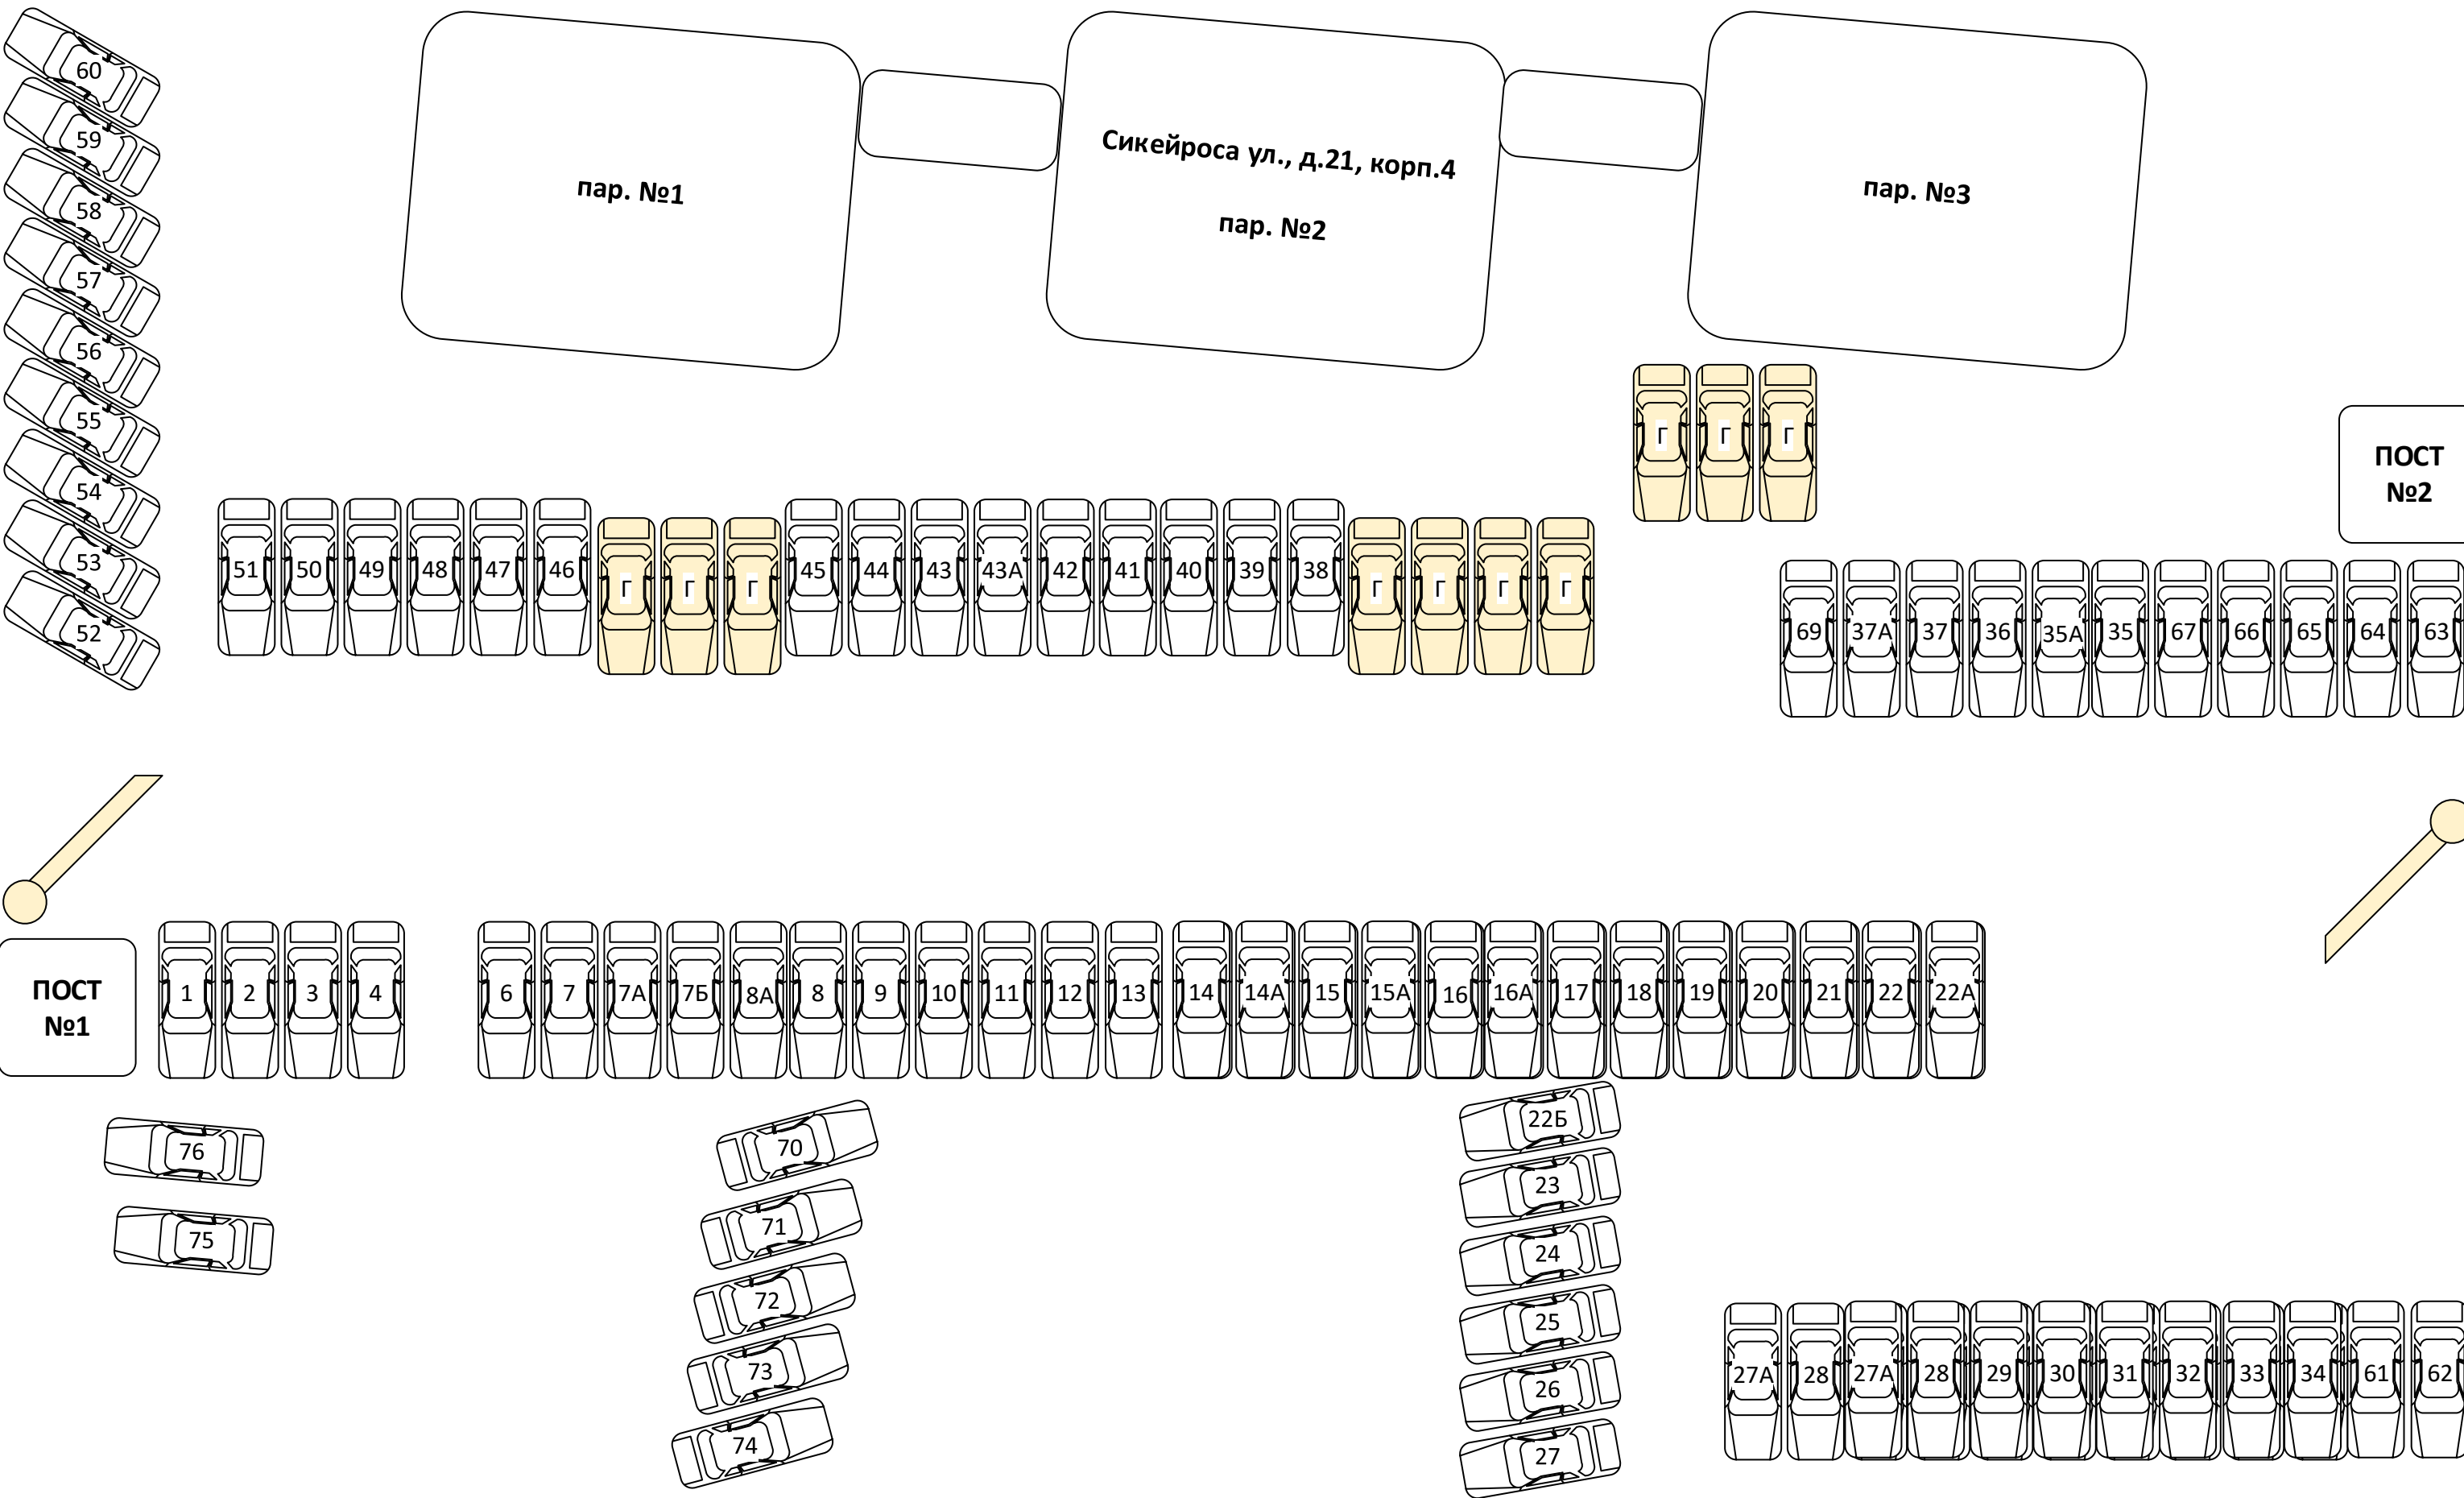 60
59
58
57
56
55
54
53
52
пар. №1
Сикейроса ул., д.21, корп.4
пар. №2
пар. №3
Г Г Г
ПОСТ
№2
51 50 49 48 47 46 Г Г Г 45 44 43 43А 42 41 40 39 38 Г Г Г Г
69 37А 37 36 35А 35 67 66 65 64 63
ПОСТ
№1
1 2 3 4 6 7 7А 7Б 8А 8 9 10 11 12 13 14 14А 15 15А 16 16А 17 18 19 20 21 22 22А
76
75
70
71
72
73
74
22Б
23
24
25
26
27
27А 28 27А 28 29 30 31 32 33 34 61 62